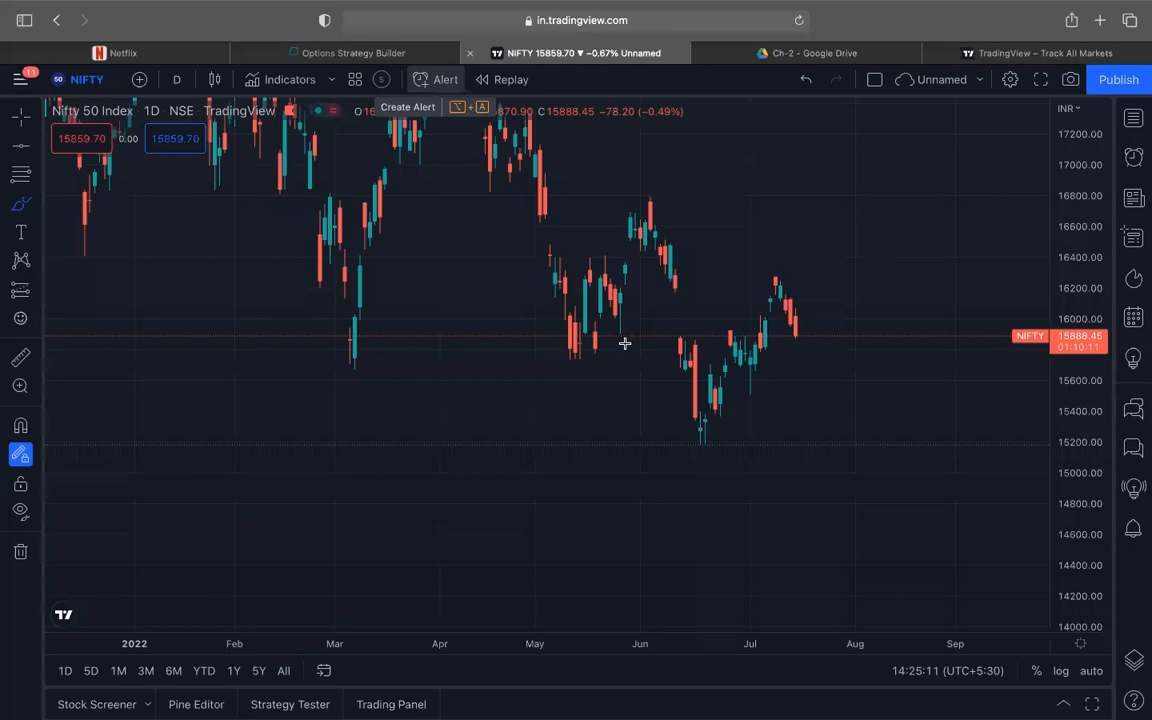 in.tradingview.com
Netflix
Options Strategy Builder
NIFTY 15859.70 ▼ −0.67% Unnamed
Ch-2 - Google Drive
TradingView – Track All Markets
11
50 NIFTY
D
Indicators
S
Alert
Replay
Unnamed
Publish
Create Alert ⌥ + A
Nifty 50 Index 1D NSE TradingView
870.90 C15888.45 −78.20 (−0.49%)
INR
15859.70
0.00
15859.70
17200.00
17000.00
16800.00
16600.00
16400.00
16200.00
16000.00
NIFTY 15888.45
01:10:11
15600.00
15400.00
15200.00
15000.00
14800.00
14600.00
14400.00
14200.00
14000.00
2022 Feb Mar Apr May Jun Jul Aug Sep
1D 5D 1M 3M 6M YTD 1Y 5Y All
14:25:11 (UTC+5:30) % log auto
Stock Screener Pine Editor Strategy Tester Trading Panel